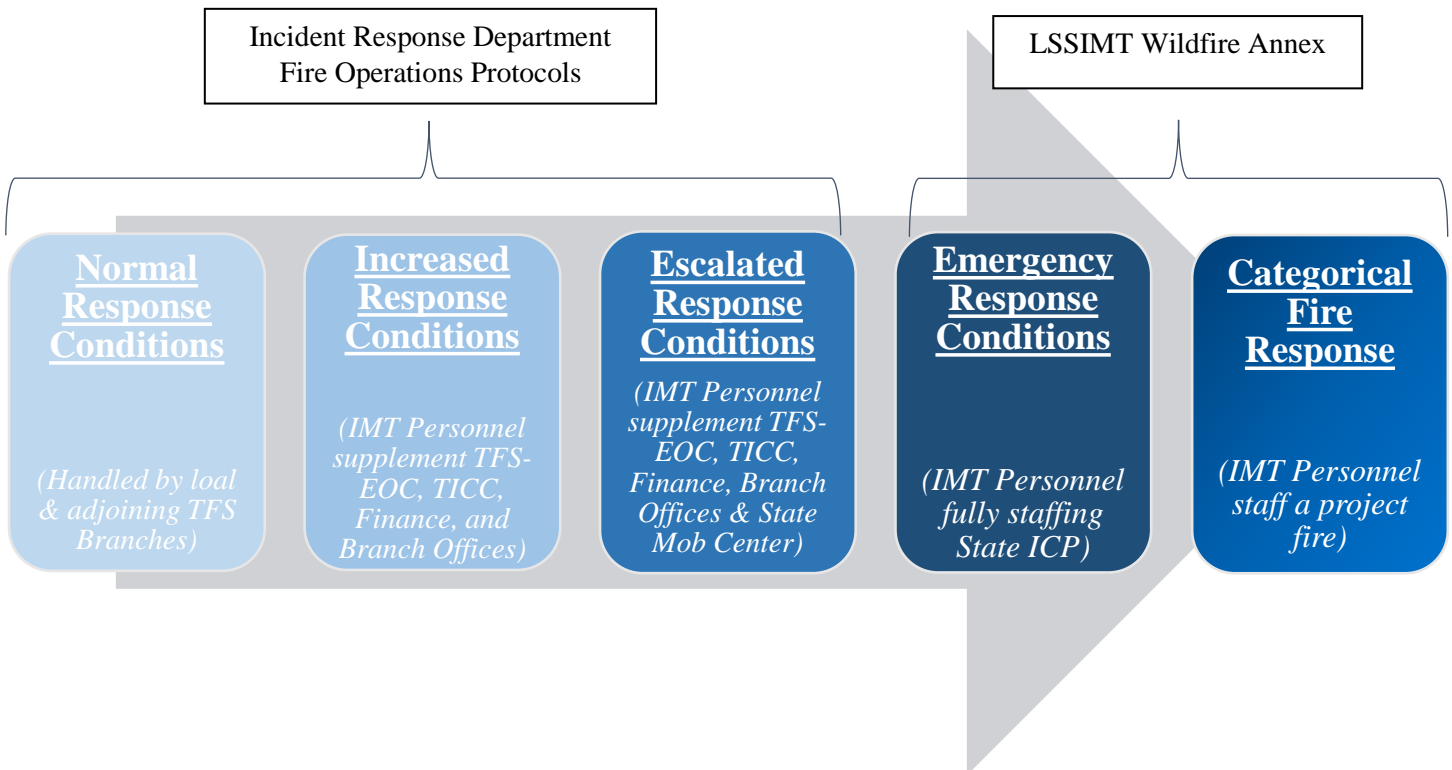 Incident Response Department
Fire Operations Protocols
LSSIMT Wildfire Annex
Normal
Response
Conditions
(Handled by loal
& adjoining TFS
Branches)
Increased
Response
Conditions
(IMT Personnel
supplement TFS-
EOC, TICC,
Finance, and
Branch Offices)
Escalated
Response
Conditions
(IMT Personnel
supplement TFS-
EOC, TICC,
Finance, Branch
Offices & State
Mob Center)
Emergency
Response
Conditions
(IMT Personnel
fully staffing
State ICP)
Categorical
Fire
Response
(IMT Personnel
staff a project
fire)